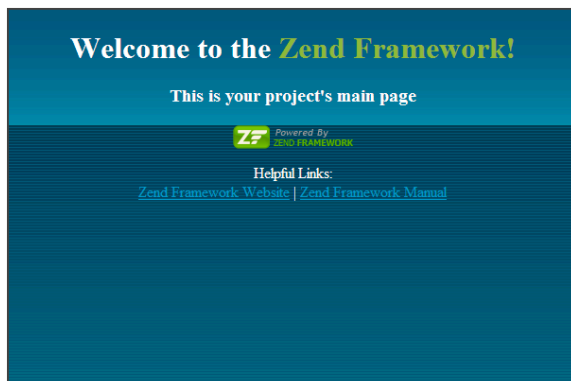 Welcome to the Zend Framework!
This is your project's main page
ZF Powered By
ZEND FRAMEWORK
Helpful Links:
Zend Framework Website | Zend Framework Manual